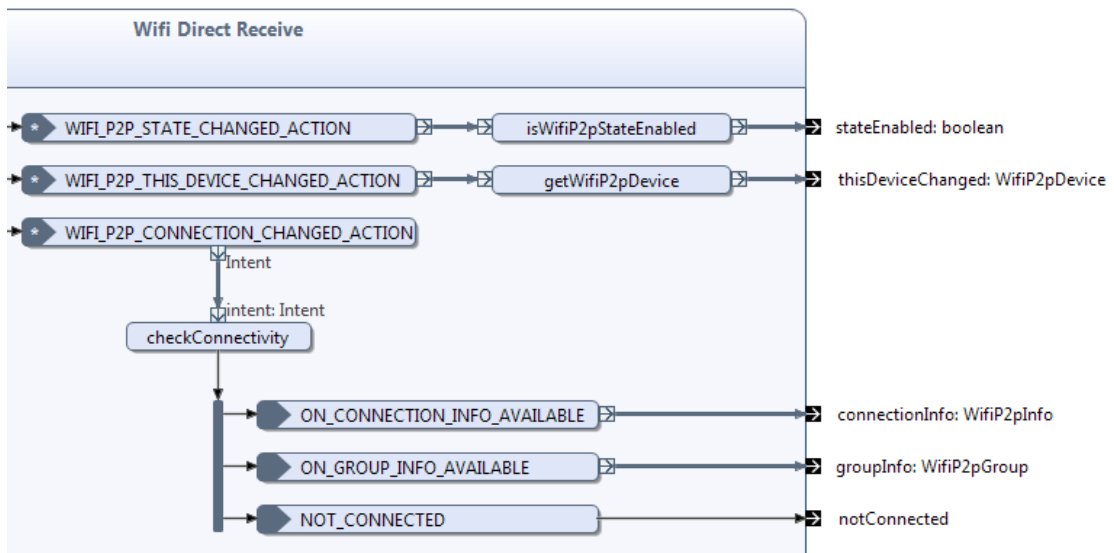 Wifi Direct Receive
* WIFI_P2P_STATE_CHANGED_ACTION isWifiP2pStateEnabled stateEnabled: boolean
* WIFI_P2P_THIS_DEVICE_CHANGED_ACTION getWifiP2pDevice thisDeviceChanged: WifiP2pDevice
* WIFI_P2P_CONNECTION_CHANGED_ACTION
Intent
intent: Intent
checkConnectivity
ON_CONNECTION_INFO_AVAILABLE connectionInfo: WifiP2pInfo
ON_GROUP_INFO_AVAILABLE groupInfo: WifiP2pGroup
NOT_CONNECTED notConnected